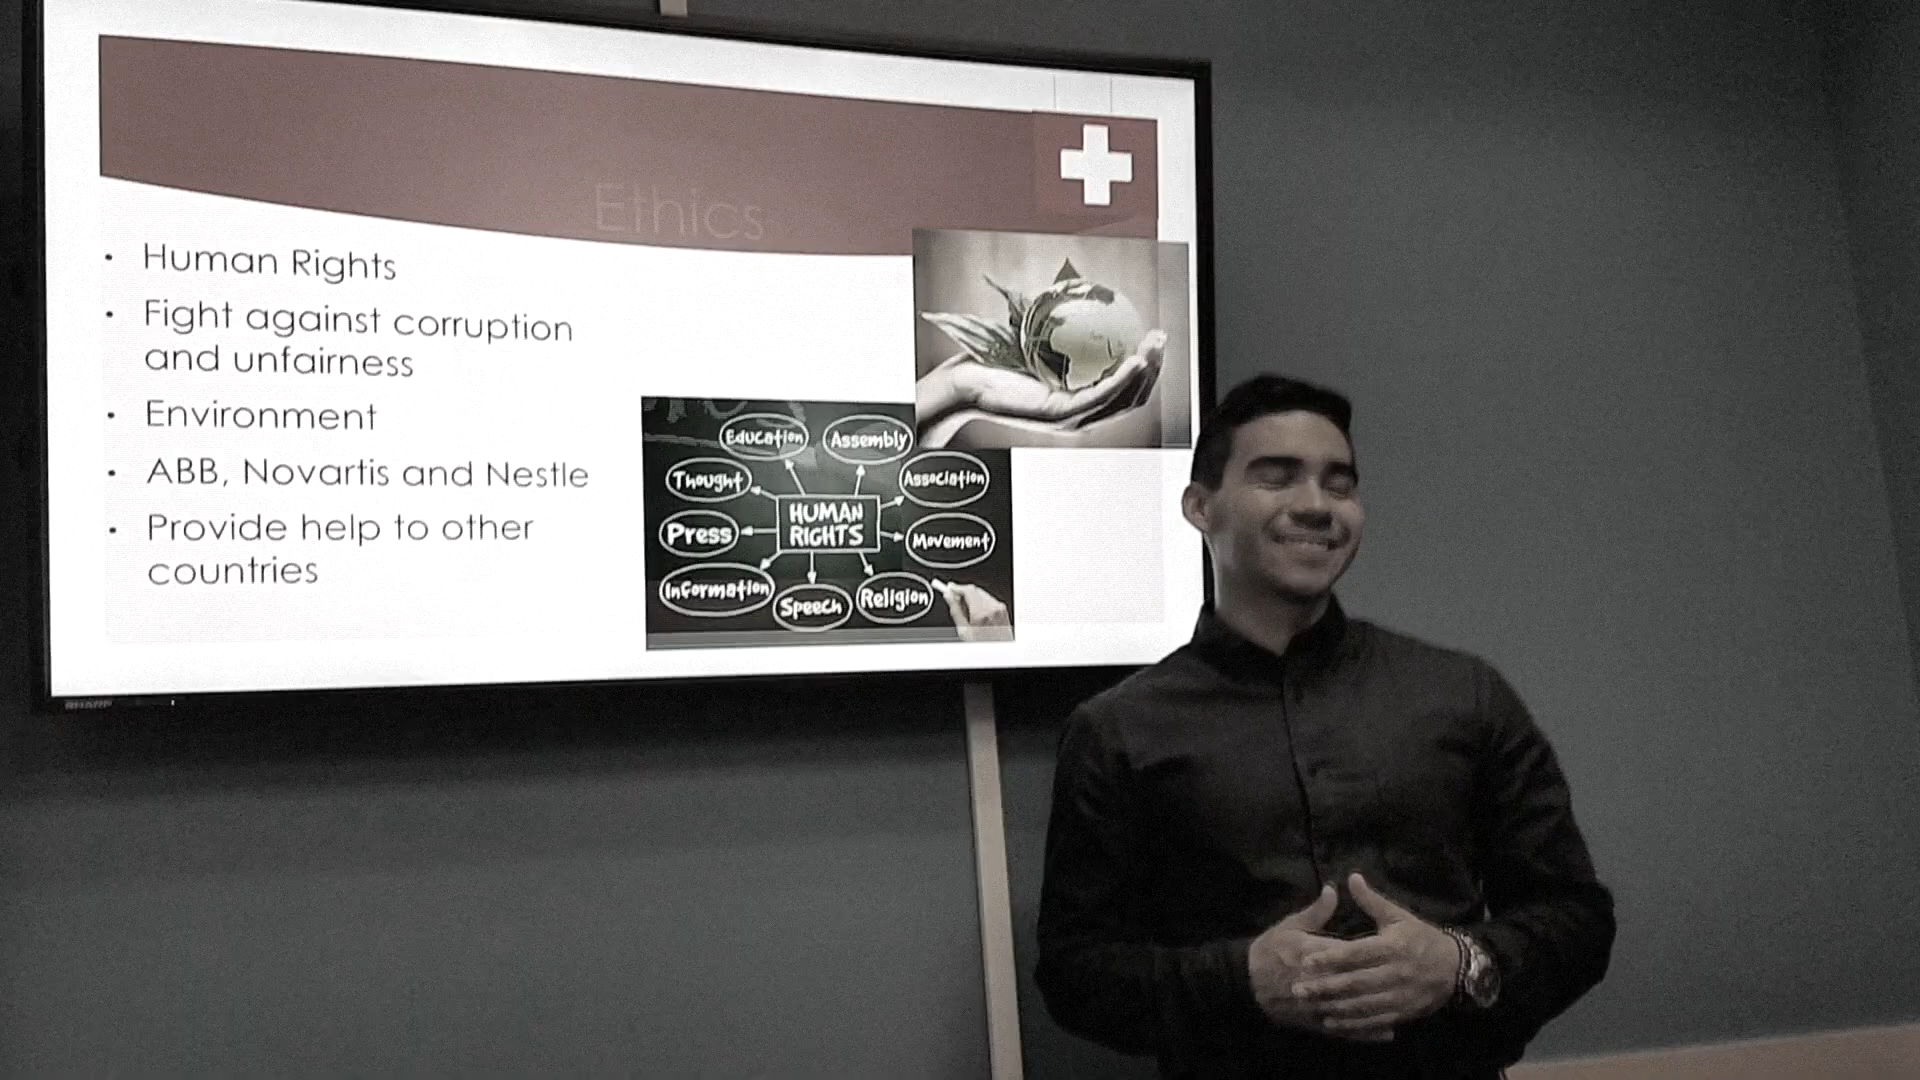 Ethics
Human Rights
Fight against corruption
and unfairness
Environment
ABB, Novartis and Nestle
Provide help to other
countries
Education
Assembly
Thought
Association
HUMAN
RIGHTS
Press
Movement
Information
Speech
Religion
SHARP